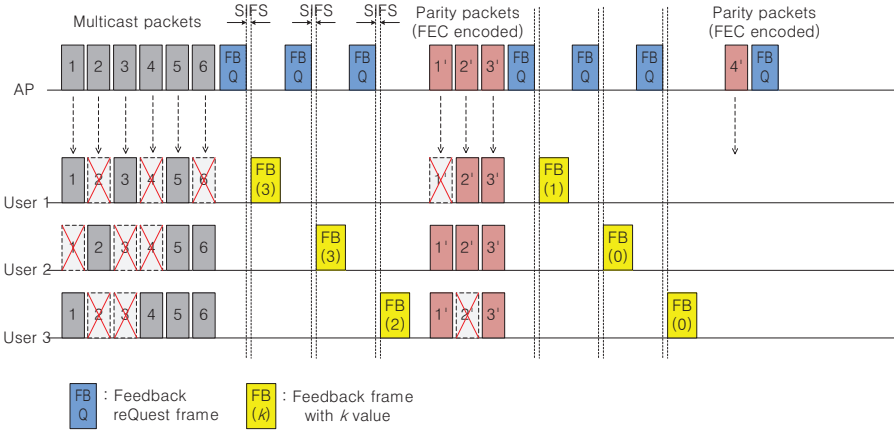 SIFS SIFS SIFS
Multicast packets
Parity packets
(FEC encoded)
Parity packets
(FEC encoded)
AP
1 2 3 4 5 6 FB Q FB Q FB Q 1' 2' 3' FB Q FB Q FB Q 4' FB Q
User 1
1 2 3 4 5 6 FB (3) 1' 2' 3' FB (1)
User 2
1 2 3 4 5 6 FB (3) 1' 2' 3' FB (0)
User 3
1 2 3 4 5 6 FB (2) 1' 2' 3' FB (0)
FB Q : Feedback
reQuest frame
FB (k) : Feedback frame
with k value